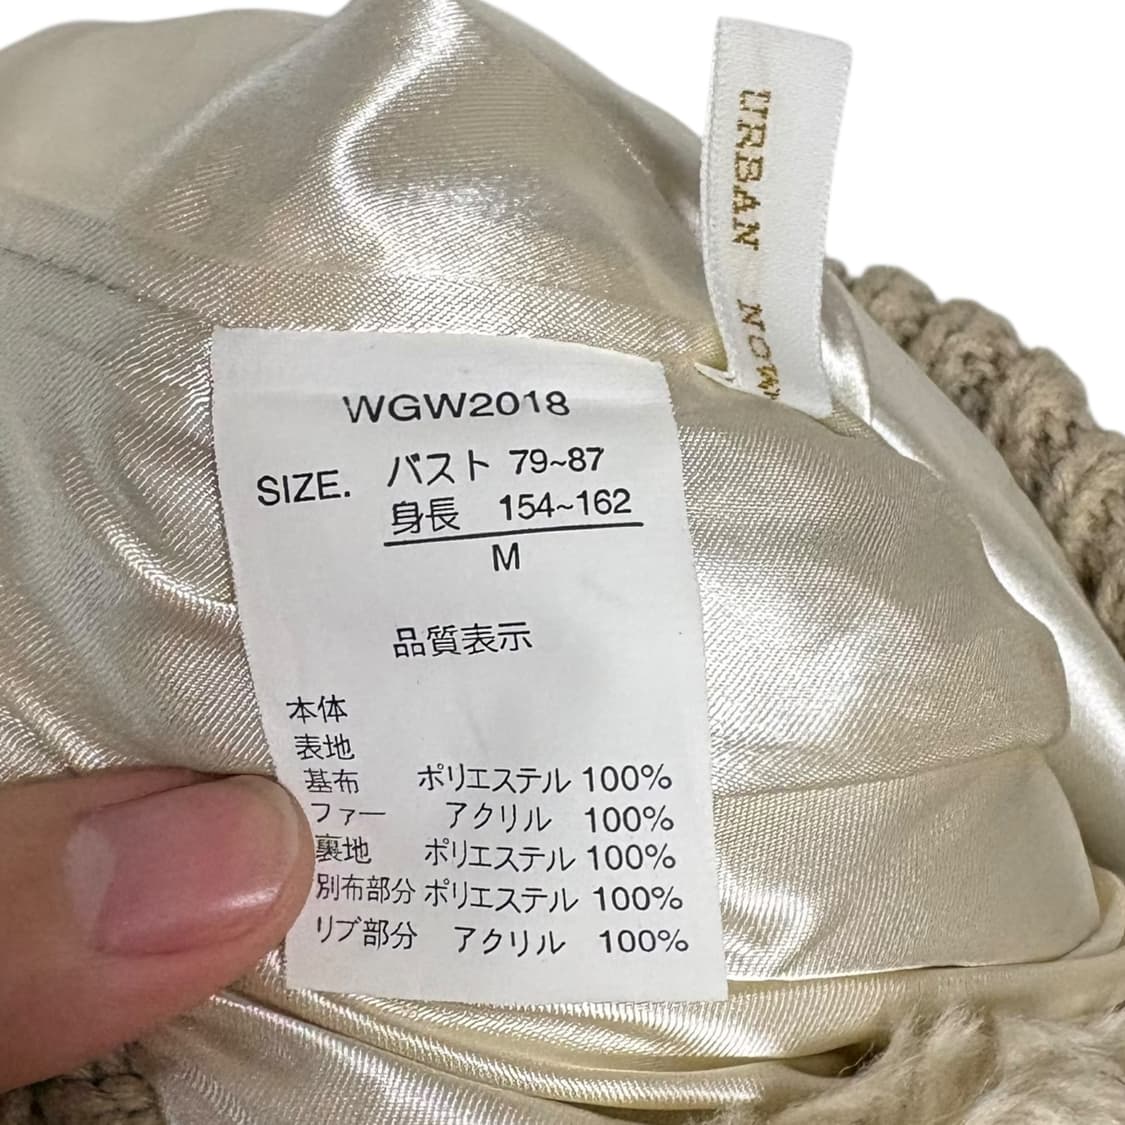 URBAN NOW
WGW2018
SIZE. バスト 79~87
身長 154~162
M
品質表示
本体
表地
基布 ポリエステル 100%
ファー アクリル 100%
裏地 ポリエステル 100%
別布部分 ポリエステル 100%
リブ部分 アクリル 100%